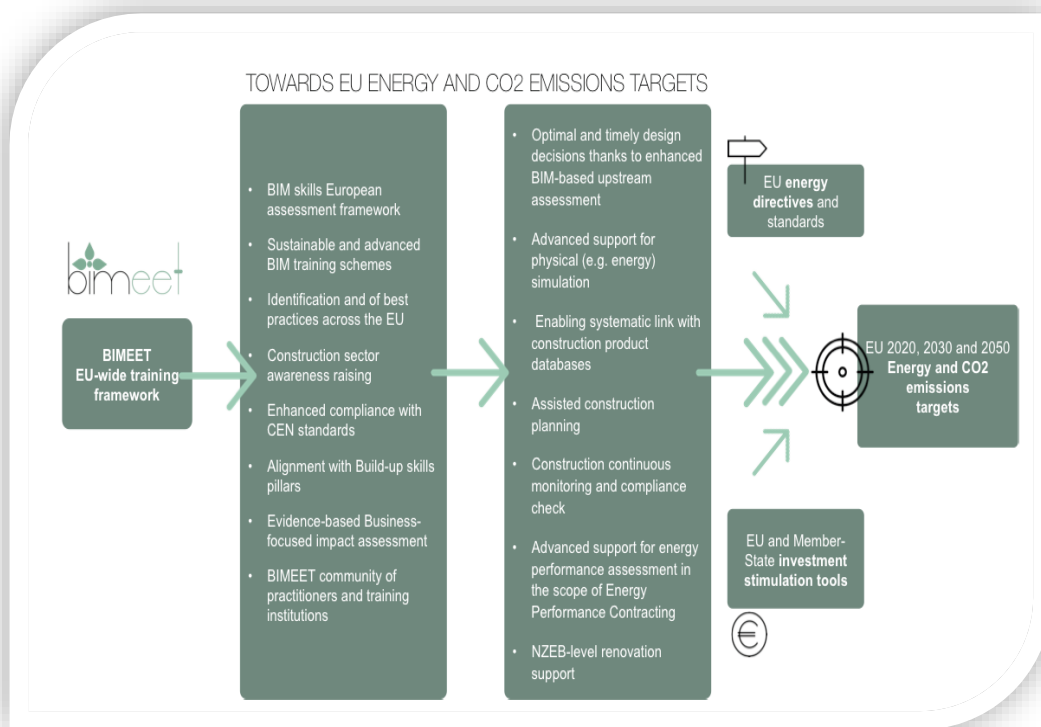 TOWARDS EU ENERGY AND CO2 EMISSIONS TARGETS
bimeet
BIMEET
EU-wide training
framework
• BIM skills European
assessment framework
• Sustainable and advanced
BIM training schemes
• Identification and of best
practices across the EU
• Construction sector
awareness raising
• Enhanced compliance with
CEN standards
• Alignment with Build-up skills
pillars
• Evidence-based Business-
focused impact assessment
• BIMEET community of
practitioners and training
institutions
• Optimal and timely design
decisions thanks to enhanced
BIM-based upstream
assessment
• Advanced support for
physical (e.g. energy)
simulation
• Enabling systematic link with
construction product
databases
• Assisted construction
planning
• Construction continuous
monitoring and compliance
check
• Advanced support for energy
performance assessment in
the scope of Energy
Performance Contracting
• NZEB-level renovation
support
EU energy
directives and
standards
EU and Member-
State investment
stimulation tools
€
EU 2020, 2030 and 2050
Energy and CO2
emissions
targets